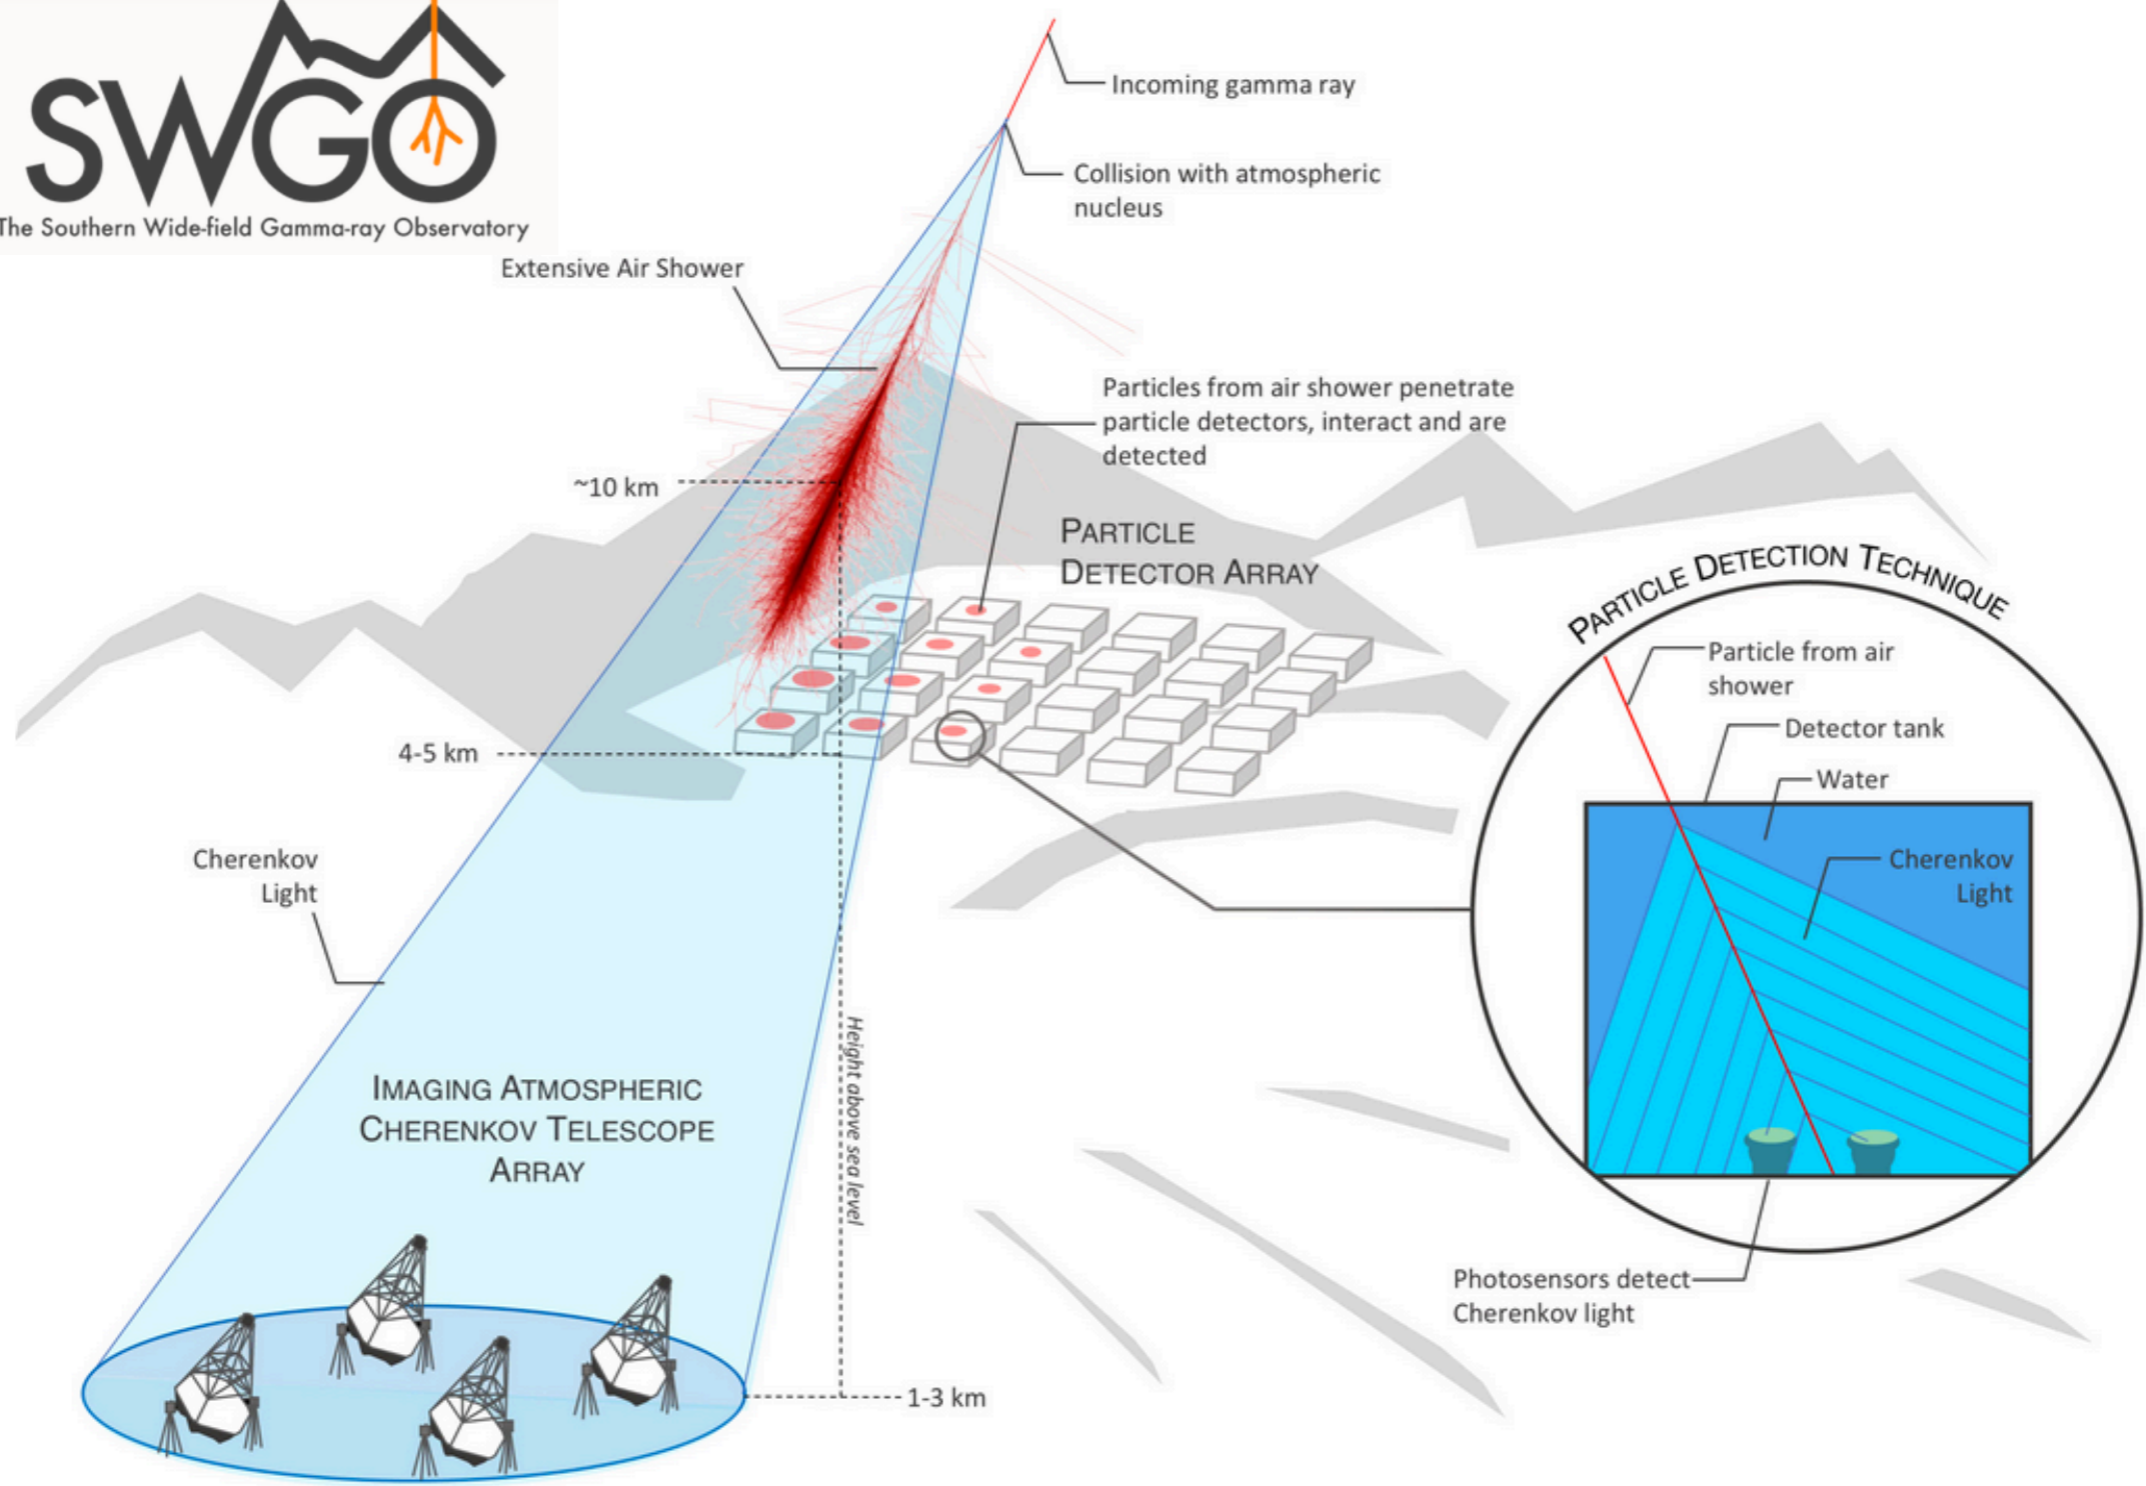 SWGO
The Southern Wide-field Gamma-ray Observatory
Incoming gamma ray
Collision with atmospheric
nucleus
Extensive Air Shower
Particles from air shower penetrate
particle detectors, interact and are
detected
~10 km
PARTICLE
DETECTOR ARRAY
PARTICLE DETECTION TECHNIQUE
Particle from air
shower
Detector tank
Water
Cherenkov
Light
4-5 km
Cherenkov
Light
Height above sea level
IMAGING ATMOSPHERIC
CHERENKOV TELESCOPE
ARRAY
Photosensors detect
Cherenkov light
1-3 km